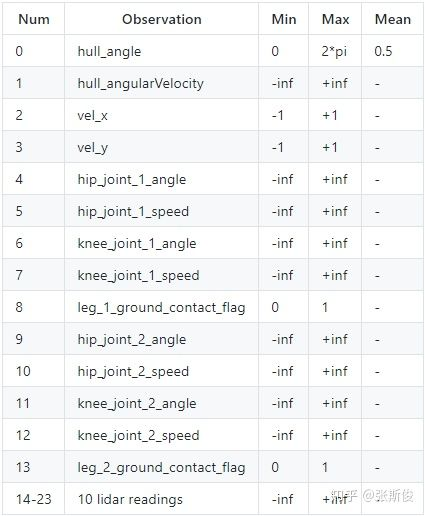 Num Observation Min Max Mean
0 hull_angle 0 2*pi 0.5
1 hull_angularVelocity -inf +inf -
2 vel_x -1 +1 -
3 vel_y -1 +1 -
4 hip_joint_1_angle -inf +inf -
5 hip_joint_1_speed -inf +inf -
6 knee_joint_1_angle -inf +inf -
7 knee_joint_1_speed -inf +inf -
8 leg_1_ground_contact_flag 0 1 -
9 hip_joint_2_angle -inf +inf -
10 hip_joint_2_speed -inf +inf -
11 knee_joint_2_angle -inf +inf -
12 knee_joint_2_speed -inf +inf -
13 leg_2_ground_contact_flag 0 1 -
14-23 10 lidar readings -inf +inf -
知乎 @张斯俊